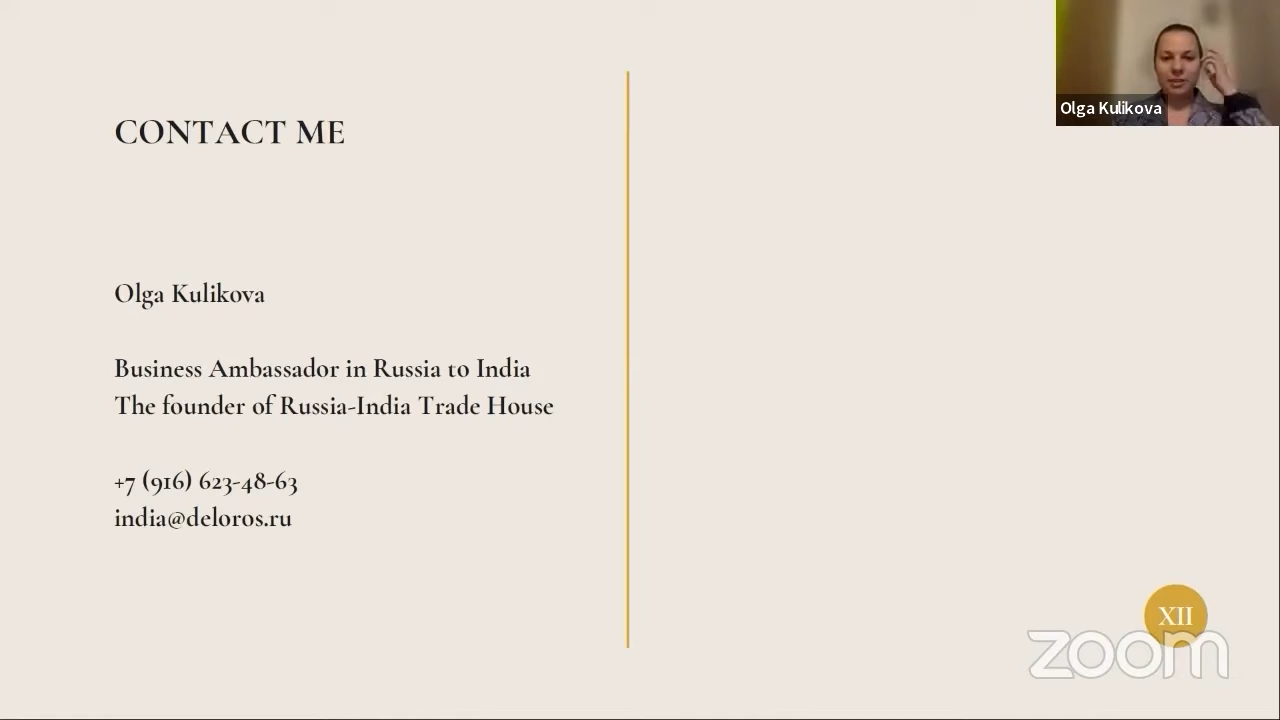 CONTACT ME
Olga Kulikova
Business Ambassador in Russia to India
The founder of Russia-India Trade House
+7 (916) 623-48-63
india@deloros.ru
Olga Kulikova
XII
zoom